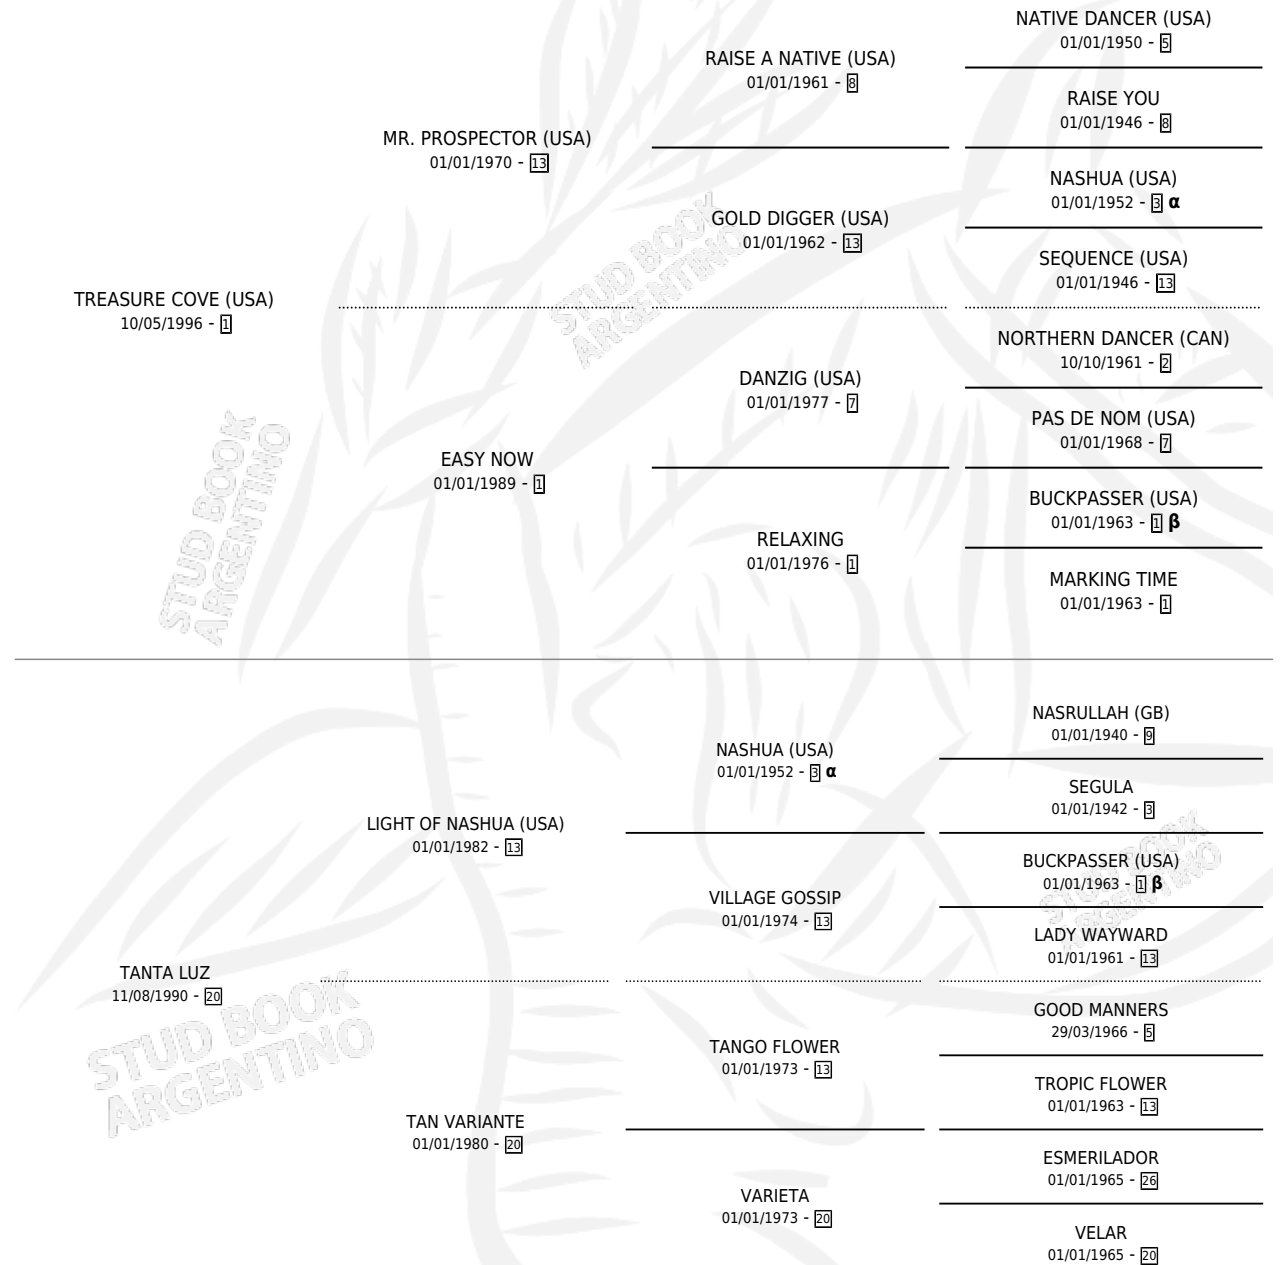 NATIVE DANCER (USA)
01/01/1950 - 5
RAISE A NATIVE (USA)
01/01/1961 - 8
RAISE YOU
01/01/1946 - 8
MR. PROSPECTOR (USA)
01/01/1970 - 13
NASHUA (USA)
01/01/1952 - 3 α
GOLD DIGGER (USA)
01/01/1962 - 13
SEQUENCE (USA)
01/01/1946 - 13
TREASURE COVE (USA)
10/05/1996 - 1
NORTHERN DANCER (CAN)
10/10/1961 - 2
DANZIG (USA)
01/01/1977 - 7
PAS DE NOM (USA)
01/01/1968 - 7
EASY NOW
01/01/1989 - 1
BUCKPASSER (USA)
01/01/1963 - 1 β
RELAXING
01/01/1976 - 1
MARKING TIME
01/01/1963 - 1
NASRULLAH (GB)
01/01/1940 - 9
NASHUA (USA)
01/01/1952 - 3 α
SEGULA
01/01/1942 - 3
LIGHT OF NASHUA (USA)
01/01/1982 - 13
BUCKPASSER (USA)
01/01/1963 - 1 β
VILLAGE GOSSIP
01/01/1974 - 13
LADY WAYWARD
01/01/1961 - 13
TANTA LUZ
11/08/1990 - 20
GOOD MANNERS
29/03/1966 - 5
TANGO FLOWER
01/01/1973 - 13
TROPIC FLOWER
01/01/1963 - 13
TAN VARIANTE
01/01/1980 - 20
ESMERILADOR
01/01/1965 - 26
VARIETA
01/01/1973 - 20
VELAR
01/01/1965 - 20
STUD BOOK
ARGENTINO
STUD BOOK
ARGENTINO
STUD BOOK
ARGENTINO
STUD BOOK
ARGENTINO